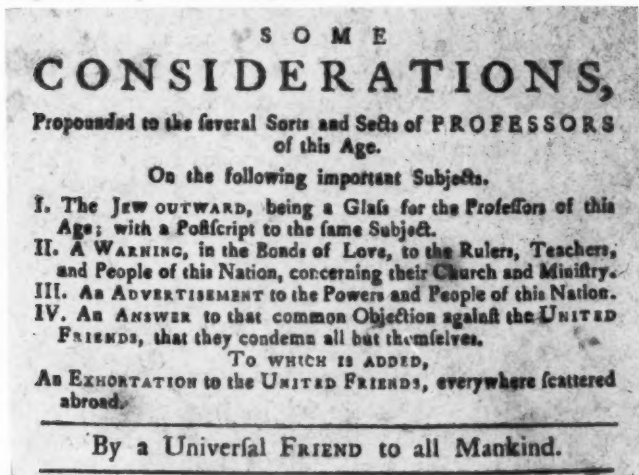 SOME
CONSIDERATIONS,
Propounded to the ſeveral Sorts and Sects of PROFESSORS
of this Age.
On the following important Subjects.
I. The JEW OUTWARD, being a Glaſs for the Profeſſors of this
Age; with a Poſtſcript to the ſame Subject.
II. A WARNING, in the Bonds of Love, to the Rulers, Teachers,
and People of this Nation, concerning their Church and Miniſtry.
III. An ADVERTISEMENT to the Powers and People of this Nation.
IV. An ANSWER to that common Objection againſt the UNITED
FRIENDS, that they condemn all but themſelves.
TO WHICH IS ADDED,
An EXHORTATION to the UNITED FRIENDS, everywhere ſcattered
abroad.
By a Univerſal FRIEND to all Mankind.